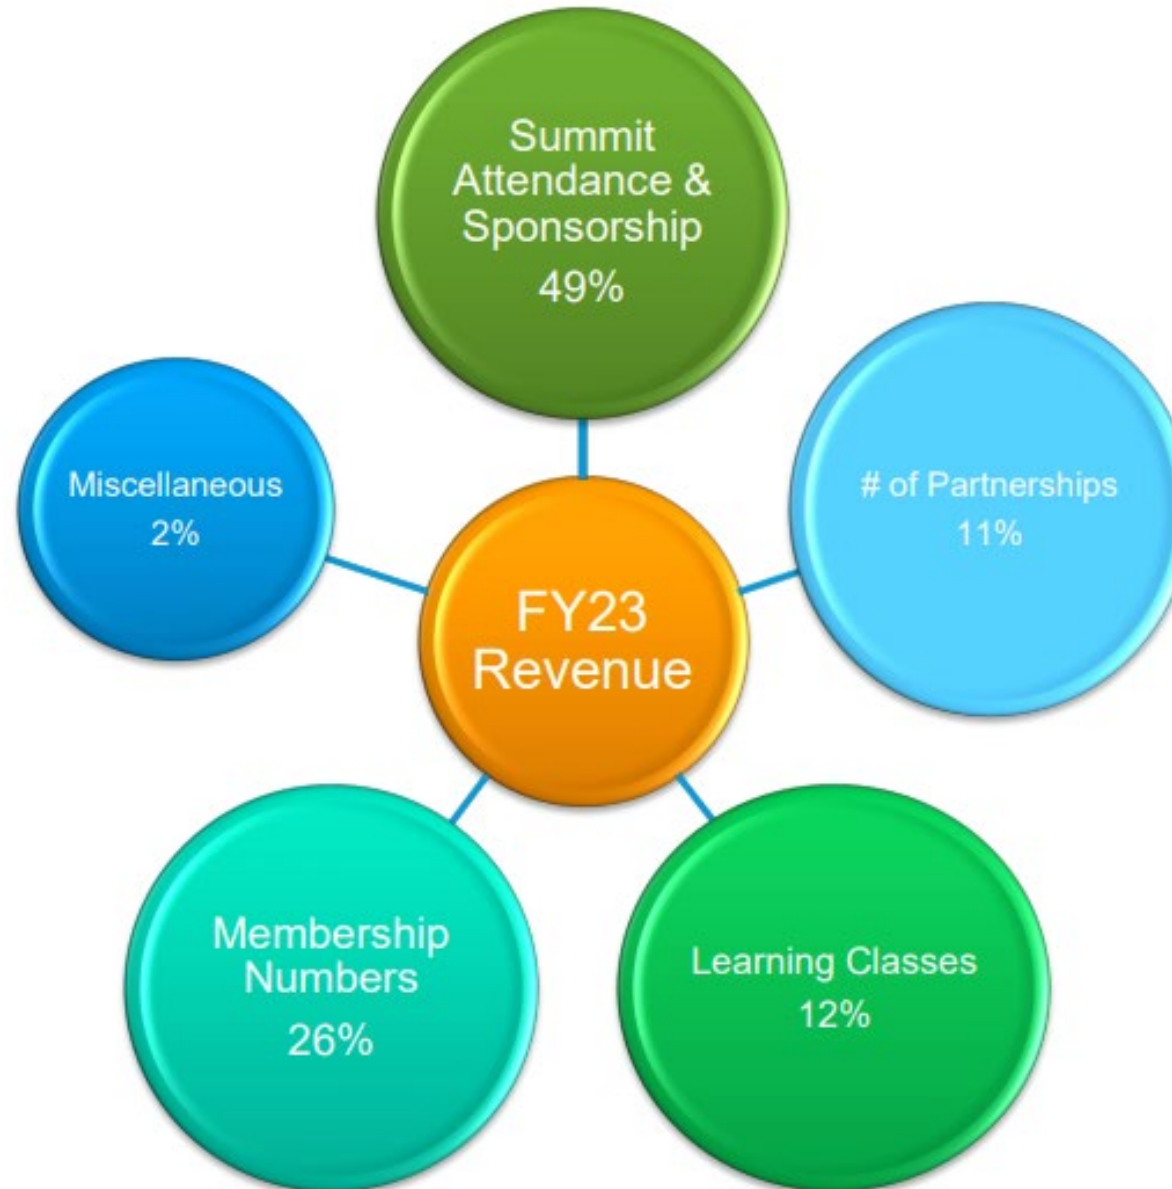 Summit
Attendance &
Sponsorship
49%
Miscellaneous
2%
# of Partnerships
11%
FY23
Revenue
Membership
Numbers
26%
Learning Classes
12%